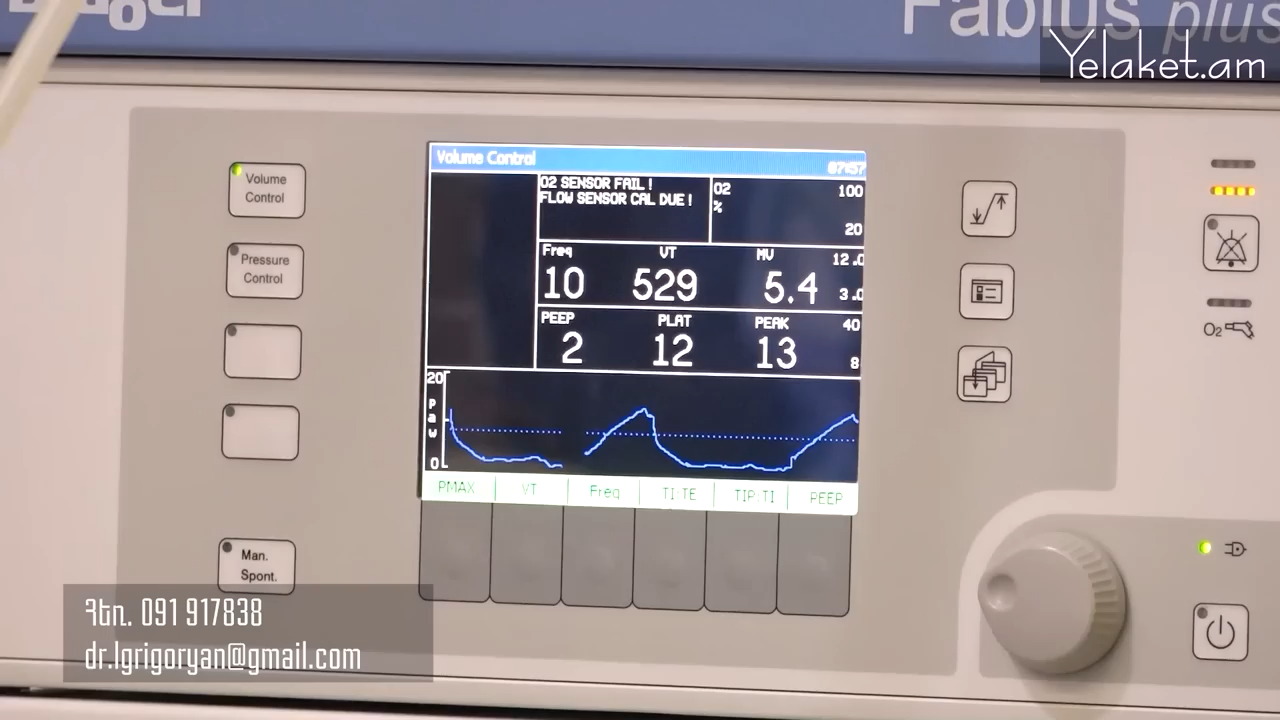 Fabius plus
Yelaket.am
Volume Control 07:57
O2 SENSOR FAIL !
FLOW SENSOR CAL DUE !
O2 100
%
20
Freq VT MV 12.0
10 529 5.4 3.0
PEEP PLAT PEAK 40
2 12 13 8
20
Paw
0
PMAX VT Freq TI:TE TIP:TI PEEP
Volume
Control
Pressure
Control
Man.
Spont.
O2
Հեռ. 091 917838
dr.lgrigoryan@gmail.com